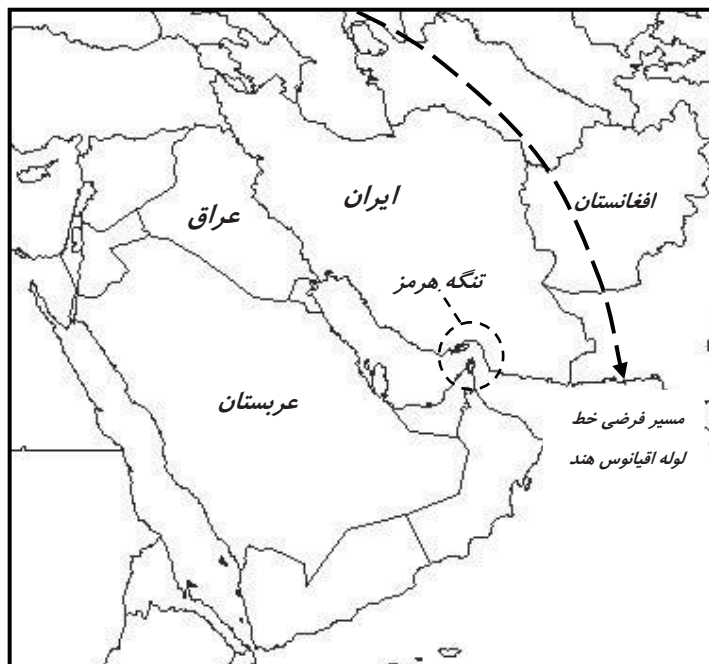 ایران
افغانستان
عراق
تنگه هرمز
عربستان
مسیر فرضی خط
لوله اقیانوس هند